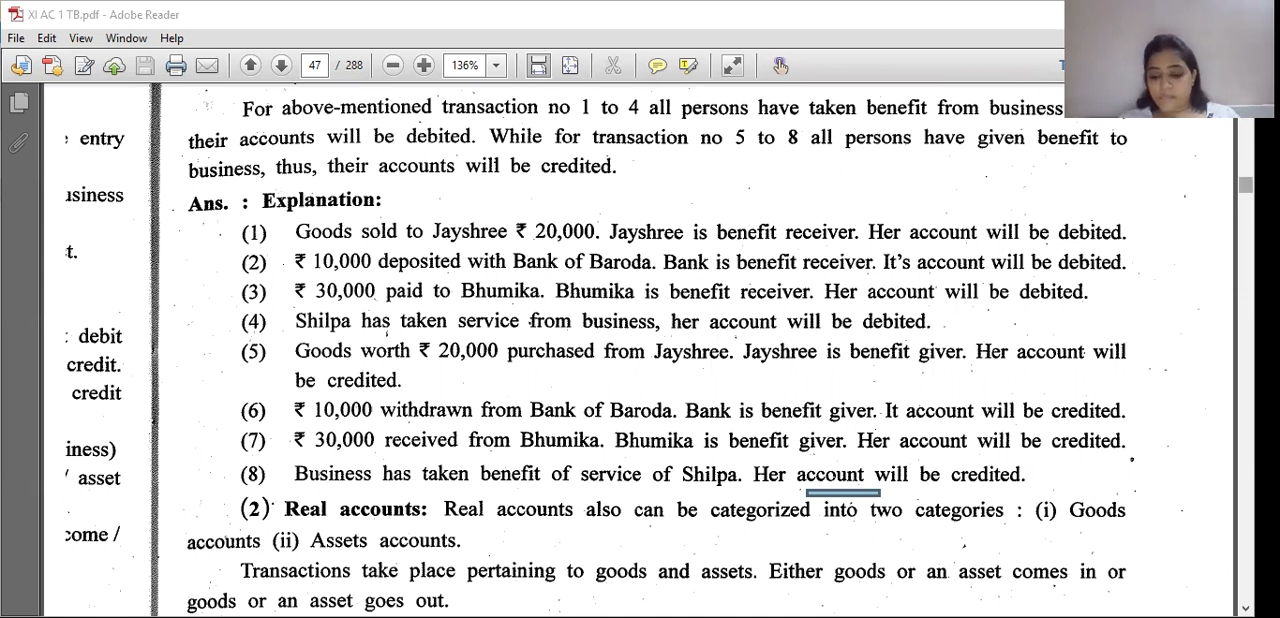 XI AC 1 TB.pdf - Adobe Reader
File Edit View Window Help
47 / 288 136%
For above-mentioned transaction no 1 to 4 all persons have taken benefit from business
entry their accounts will be debited. While for transaction no 5 to 8 all persons have given benefit to
business, thus, their accounts will be credited.
Ans. : Explanation:
(1) Goods sold to Jayshree ₹ 20,000. Jayshree is benefit receiver. Her account will be debited.
t. (2) ₹ 10,000 deposited with Bank of Baroda. Bank is benefit receiver. It's account will be debited.
(3) ₹ 30,000 paid to Bhumika. Bhumika is benefit receiver. Her account will be debited.
(4) Shilpa has taken service from business, her account will be debited.
: debit
(5) Goods worth ₹ 20,000 purchased from Jayshree. Jayshree is benefit giver. Her account will
credit.
be credited.
credit
(6) ₹ 10,000 withdrawn from Bank of Baroda. Bank is benefit giver. It account will be credited.
(7) ₹ 30,000 received from Bhumika. Bhumika is benefit giver. Her account will be credited.
iness)
(8) Business has taken benefit of service of Shilpa. Her account will be credited.
asset
(2) Real accounts: Real accounts also can be categorized into two categories : (i) Goods
accounts (ii) Assets accounts.
Transactions take place pertaining to goods and assets. Either goods or an asset comes in or
goods or an asset goes out.